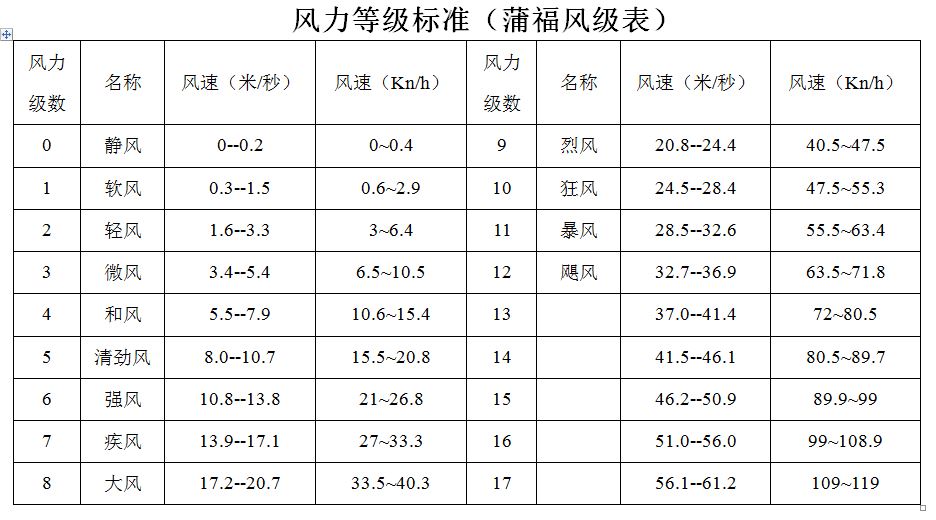 风力等级标准（蒲福风级表）
风力级数 名称 风速（米/秒） 风速（Kn/h） 风力级数 名称 风速（米/秒） 风速（Kn/h）
0 静风 0--0.2 0~0.4 9 烈风 20.8--24.4 40.5~47.5
1 软风 0.3--1.5 0.6~2.9 10 狂风 24.5--28.4 47.5~55.3
2 轻风 1.6--3.3 3~6.4 11 暴风 28.5--32.6 55.5~63.4
3 微风 3.4--5.4 6.5~10.5 12 飓风 32.7--36.9 63.5~71.8
4 和风 5.5--7.9 10.6~15.4 13 37.0--41.4 72~80.5
5 清劲风 8.0--10.7 15.5~20.8 14 41.5--46.1 80.5~89.7
6 强风 10.8--13.8 21~26.8 15 46.2--50.9 89.9~99
7 疾风 13.9--17.1 27~33.3 16 51.0--56.0 99~108.9
8 大风 17.2--20.7 33.5~40.3 17 56.1--61.2 109~119